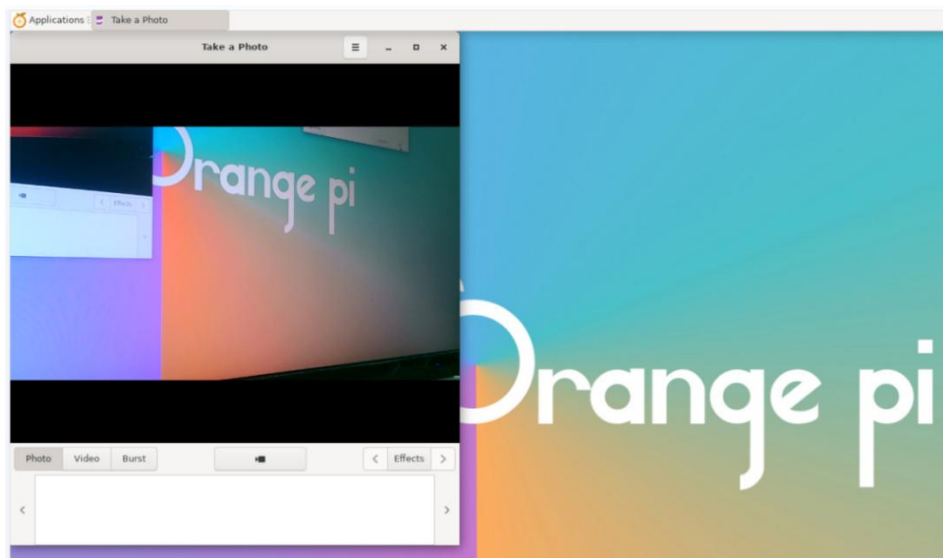 Applications
Take a Photo
Take a Photo
Orange pi
Effects
Photo
Video
Burst
Effects
Orange pi